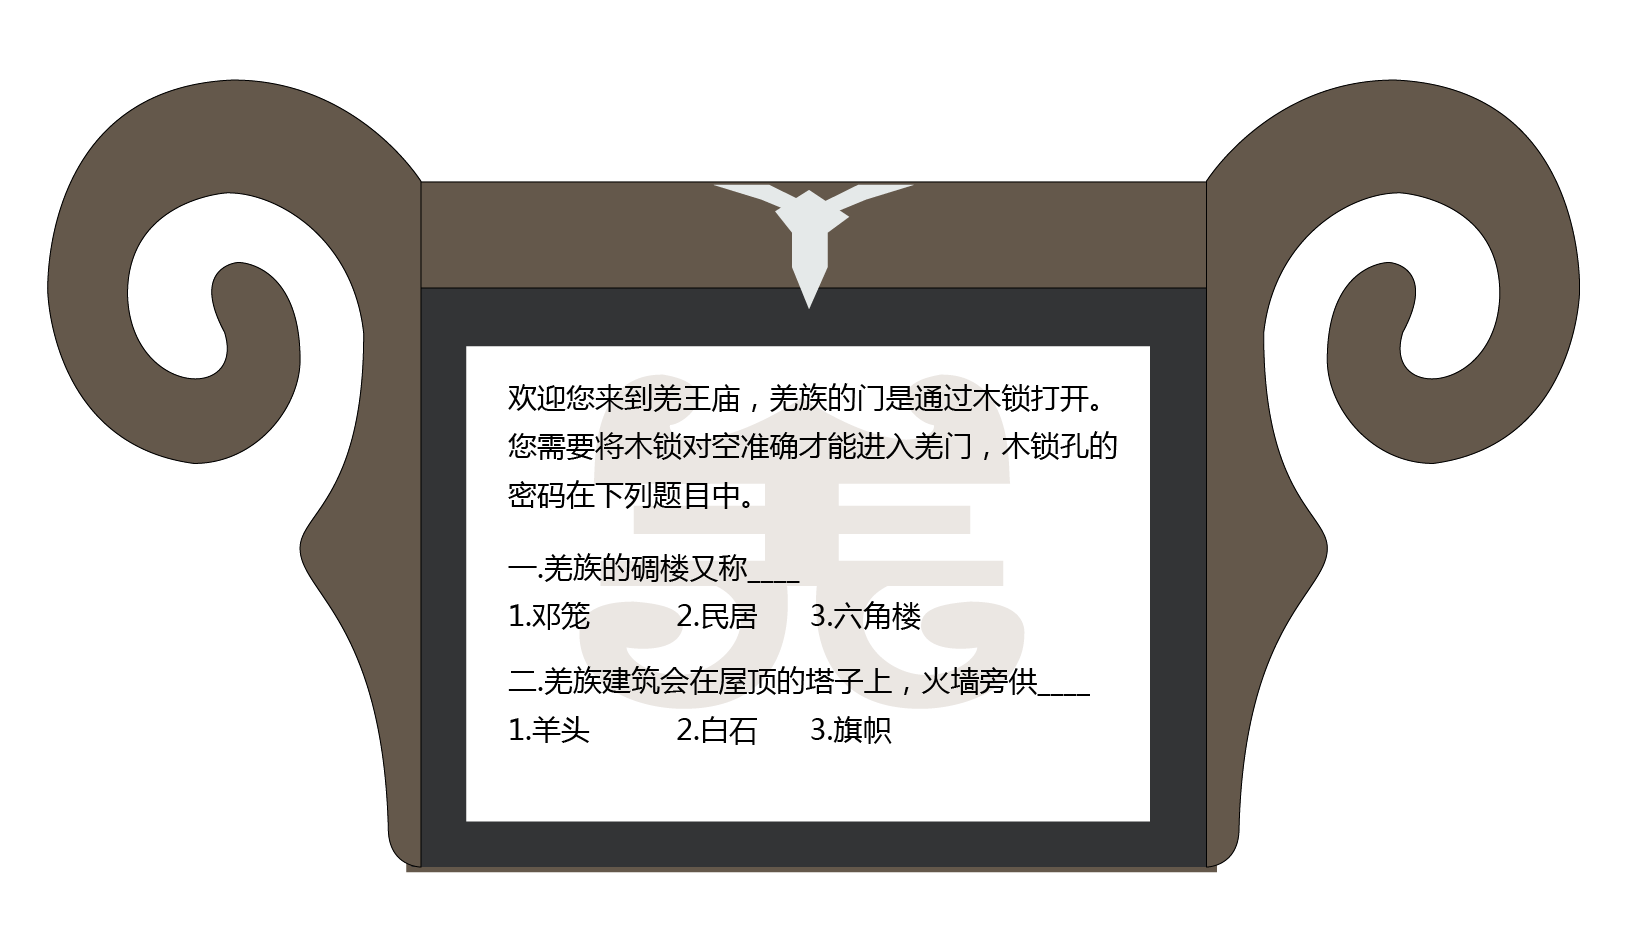 欢迎您来到羌王庙，羌族的门是通过木锁打开。
您需要将木锁对空准确才能进入羌门，木锁孔的
密码在下列题目中。
一.羌族的碉楼又称____
1.邓笼 2.民居 3.六角楼
二.羌族建筑会在屋顶的塔子上，火墙旁供____
1.羊头 2.白石 3.旗帜